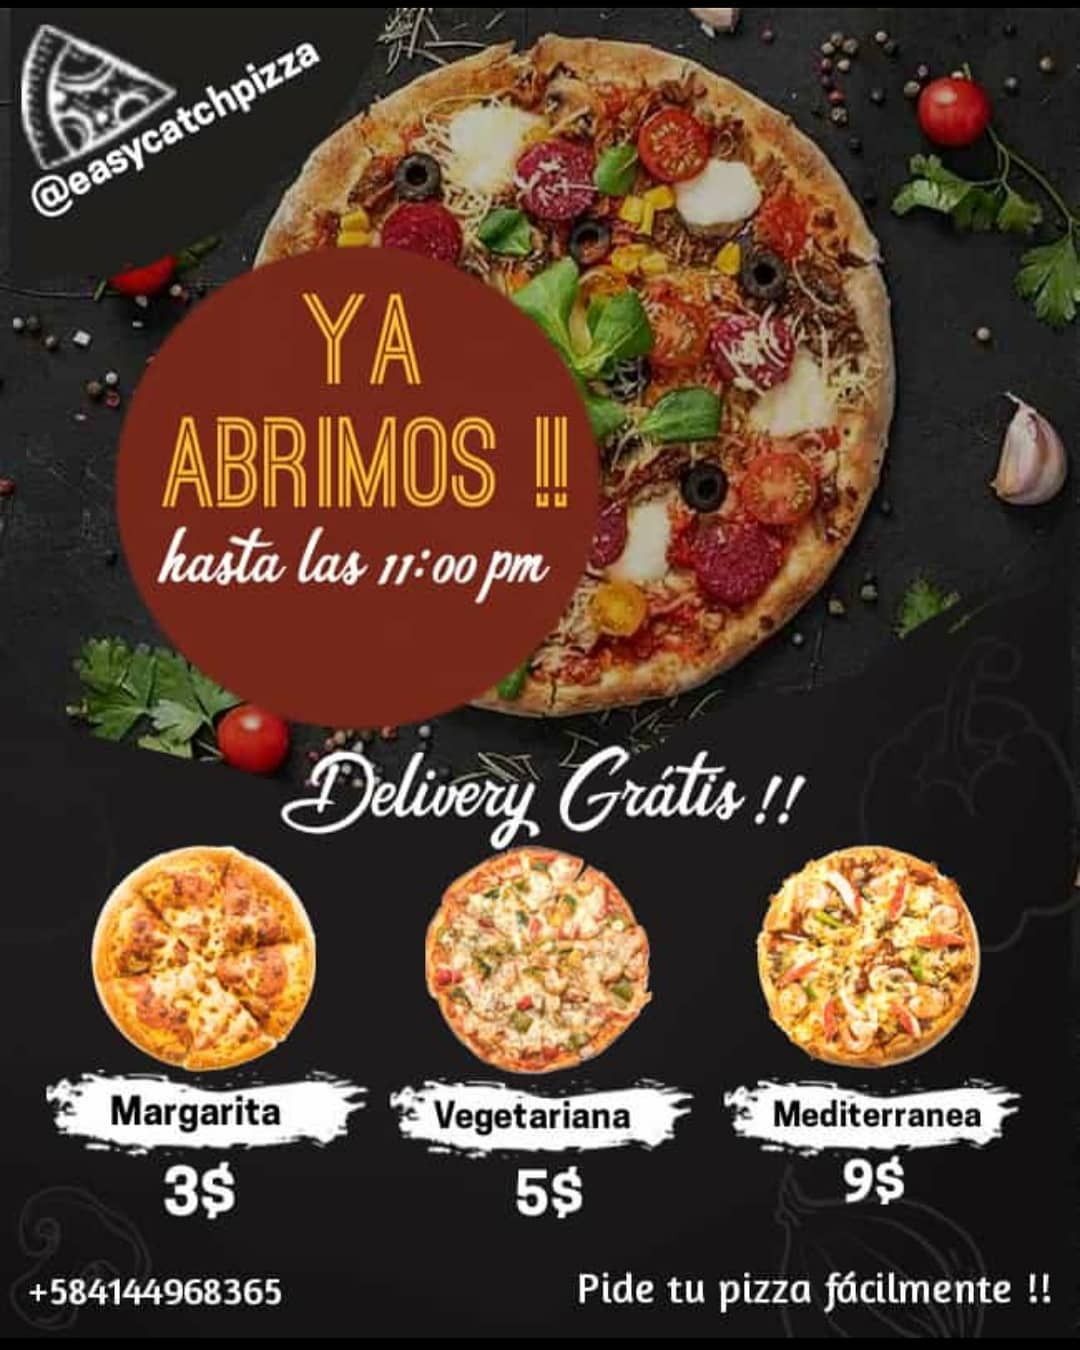 @easycatchpizza
YA
ABRIMOS !!
hasta las 11:00 pm
Delivery Grátis !!
Margarita
Vegetariana
Mediterranea
3$
5$
9$
+584144968365
Pide tu pizza fácilmente !!